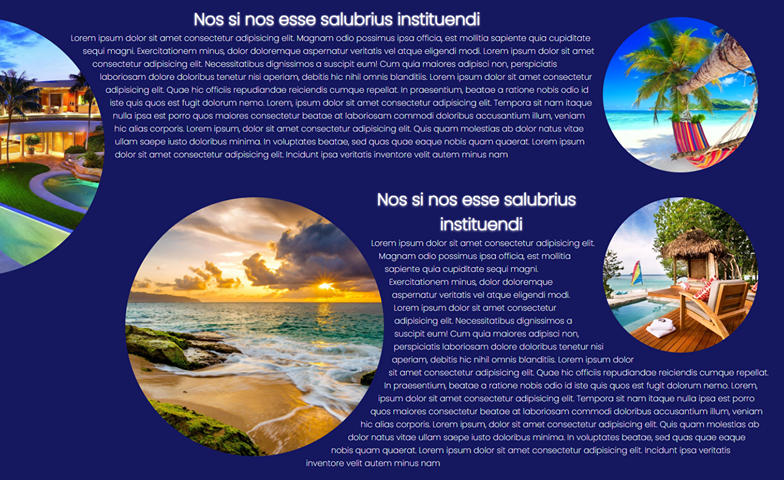 Nos si nos esse salubrius instituendi
Lorem ipsum dolor sit amet consectetur adipisicing elit. Magnam odio possimus ipsa officia, est mollitia sapiente quia cupiditate
sequi magni. Exercitationem minus, dolor doloremque aspernatur veritatis vel atque eligendi modi. Lorem ipsum dolor sit amet
consectetur adipisicing elit. Necessitatibus dignissimos a suscipit eum! Cum quia maiores adipisci non, perspiciatis
laboriosam dolore doloribus tenetur nisi aperiam, debitis hic nihil omnis blanditiis. Lorem ipsum dolor sit amet consectetur
adipisicing elit. Quae hic officiis repudiandae reiciendis cumque repellat. In praesentium, beatae a ratione nobis odio id
iste quis quos est fugit dolorum nemo. Lorem, ipsum dolor sit amet consectetur adipisicing elit. Tempora sit nam itaque
nulla ipsa est porro quos maiores consectetur beatae at laboriosam commodi doloribus accusantium illum, veniam
hic alias corporis. Lorem ipsum, dolor sit amet consectetur adipisicing elit. Quis quam molestias ab dolor natus vitae
ullam saepe iusto doloribus minima. In voluptates beatae, sed quas quae eaque nobis quam quaerat. Lorem ipsum
dolor sit amet consectetur adipisicing elit. Incidunt ipsa veritatis inventore velit autem minus nam
Nos si nos esse salubrius
instituendi
Lorem ipsum dolor sit amet consectetur adipisicing elit.
Magnam odio possimus ipsa officia, est mollitia
sapiente quia cupiditate sequi magni.
Exercitationem minus, dolor doloremque
aspernatur veritatis vel atque eligendi modi.
Lorem ipsum dolor sit amet consectetur
adipisicing elit. Necessitatibus dignissimos a
suscipit eum! Cum quia maiores adipisci non,
perspiciatis laboriosam dolore doloribus tenetur nisi
aperiam, debitis hic nihil omnis blanditiis. Lorem ipsum dolor
sit amet consectetur adipisicing elit. Quae hic officiis repudiandae reiciendis cumque repellat.
In praesentium, beatae a ratione nobis odio id iste quis quos est fugit dolorum nemo. Lorem,
ipsum dolor sit amet consectetur adipisicing elit. Tempora sit nam itaque nulla ipsa est porro
quos maiores consectetur beatae at laboriosam commodi doloribus accusantium illum, veniam
hic alias corporis. Lorem ipsum, dolor sit amet consectetur adipisicing elit. Quis quam molestias ab
dolor natus vitae ullam saepe iusto doloribus minima. In voluptates beatae, sed quas quae eaque
nobis quam quaerat. Lorem ipsum dolor sit amet consectetur adipisicing elit. Incidunt ipsa veritatis
inventore velit autem minus nam